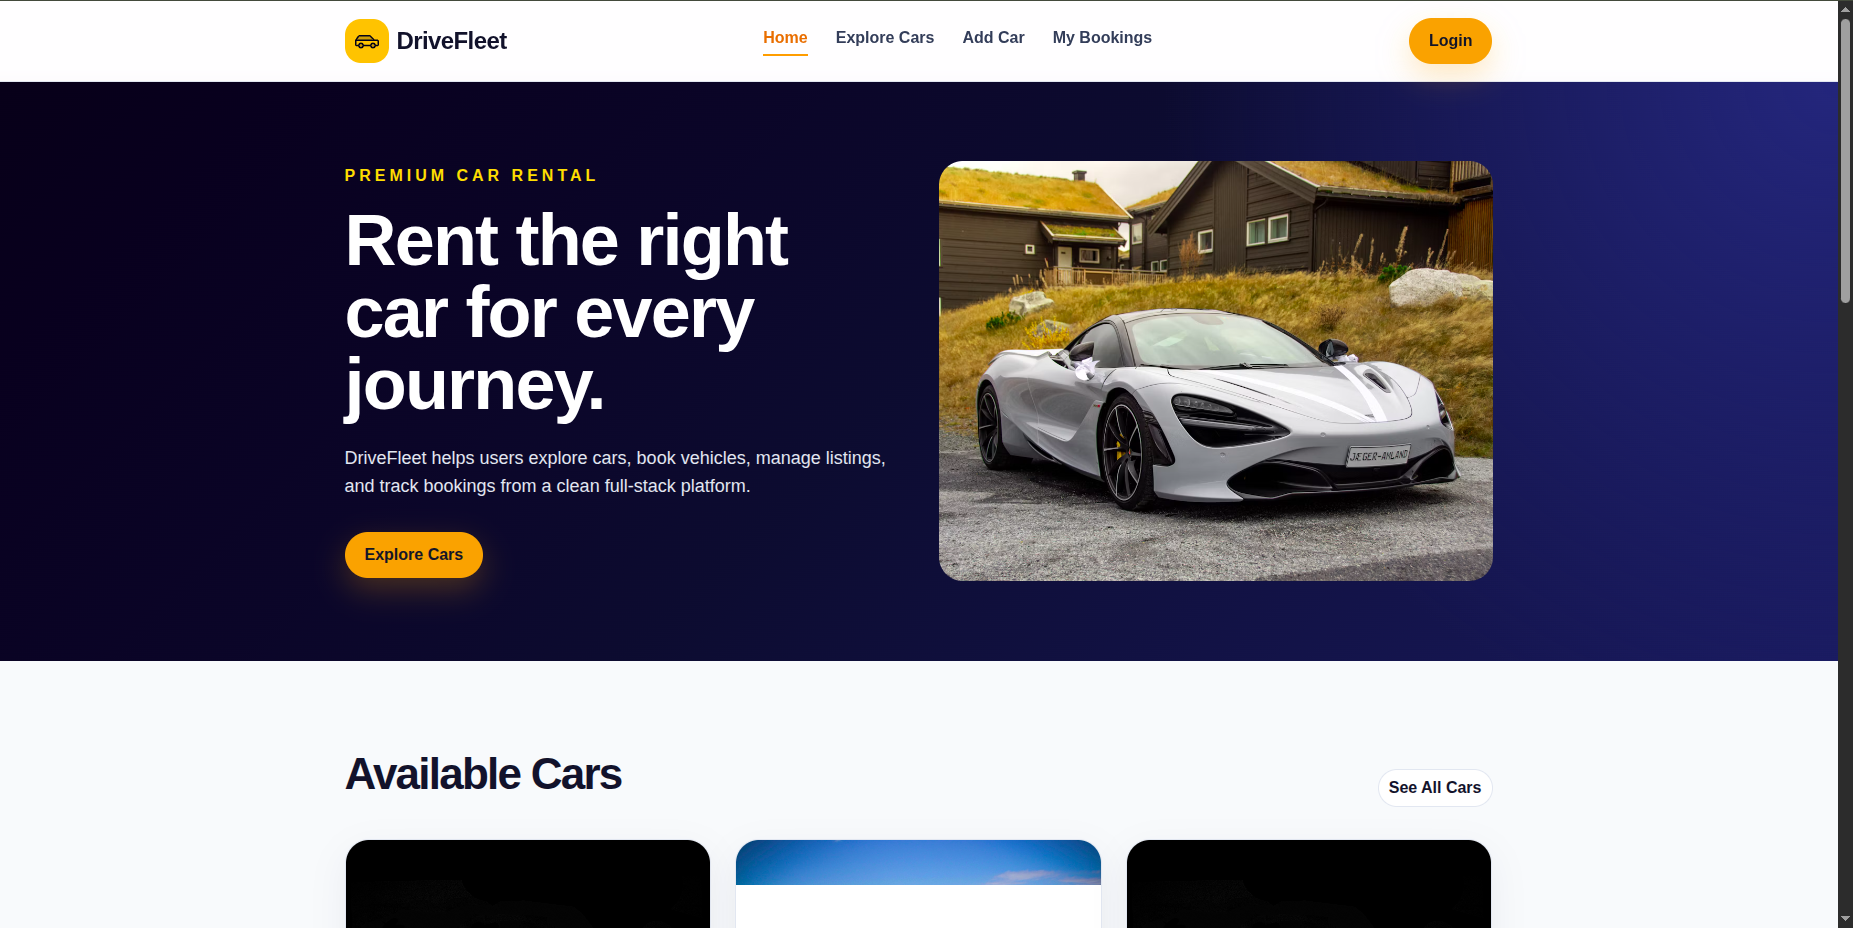 DriveFleet
Home
Explore Cars
Add Car
My Bookings
Login
PREMIUM CAR RENTAL
Rent the right
car for every
journey.
JÆGER-AMLAND
DriveFleet helps users explore cars, book vehicles, manage listings,
and track bookings from a clean full-stack platform.
Explore Cars
Available Cars
See All Cars